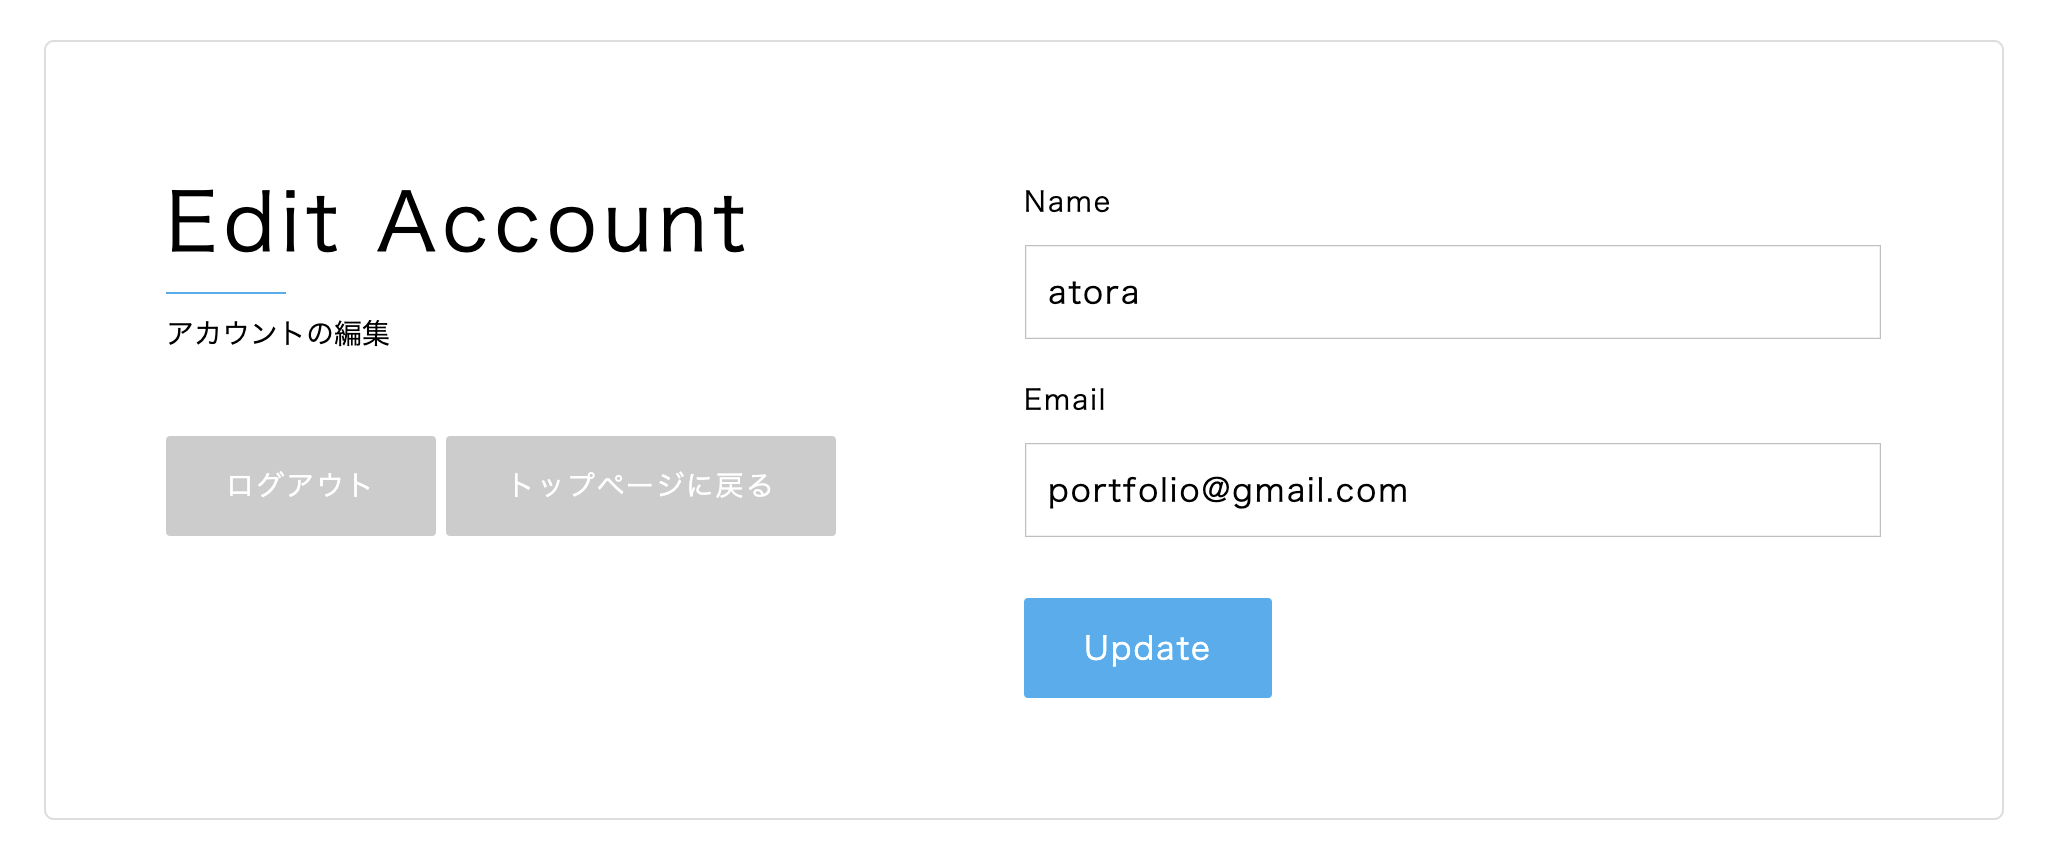 Edit Account
アカウントの編集
ログアウト
トップページに戻る
Name
atora
Email
portfolio@gmail.com
Update